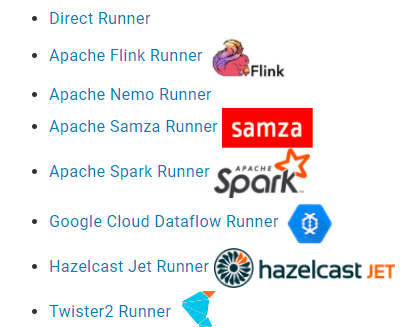 Direct Runner
Apache Flink Runner Flink
Apache Nemo Runner
Apache Samza Runner samza
Apache Spark Runner APACHE Spark
Google Cloud Dataflow Runner
Hazelcast Jet Runner hazelcast JET
Twister2 Runner